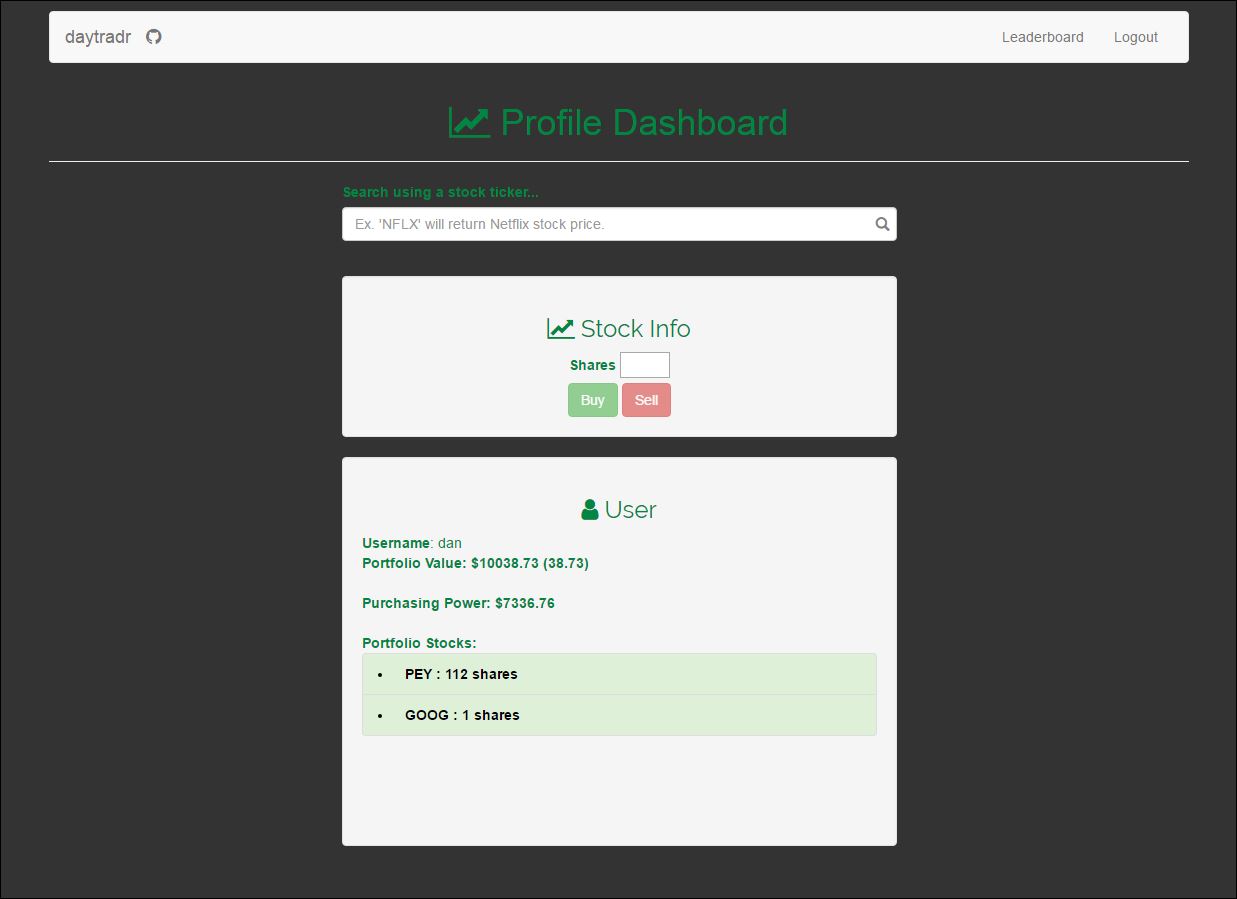 daytradr
Leaderboard Logout
Profile Dashboard
Search using a stock ticker...
Ex. 'NFLX' will return Netflix stock price.
Stock Info
Shares
Buy Sell
User
Username: dan
Portfolio Value: $10038.73 (38.73)
Purchasing Power: $7336.76
Portfolio Stocks:
• PEY : 112 shares
• GOOG : 1 shares